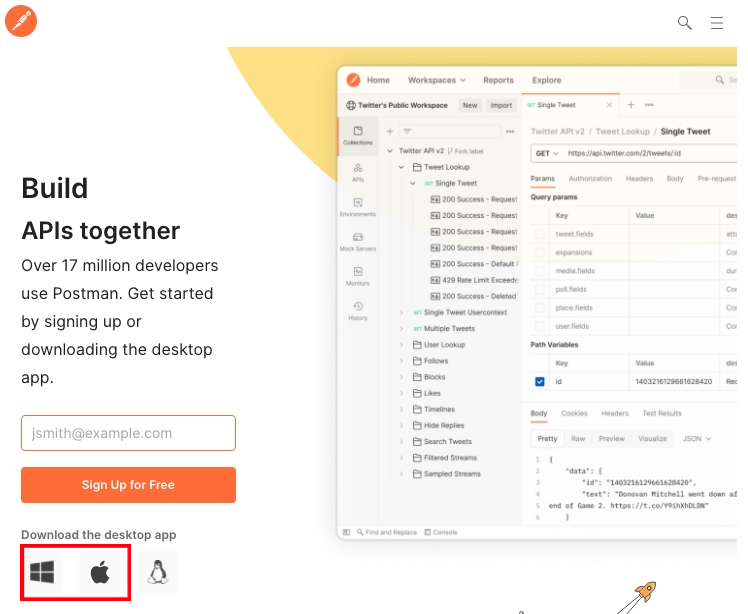 Build
APIs together
Over 17 million developers
use Postman. Get started
by signing up or
downloading the desktop
app.
jsmith@example.com
Sign Up for Free
Download the desktop app
Home Workspaces Reports Explore
Twitter's Public Workspace New Import
GET Single Tweet
Collections
APIs
Environments
Mock Servers
Monitors
History
Twitter API v2 Fork label
Tweet Lookup
GET Single Tweet
200 Success - Request
200 Success - Request
200 Success - Request
200 Success - Request
200 Success - Default
429 Rate Limit Exceede
200 Success - Deleted
GET Single Tweet Usercontext
GET Multiple Tweets
User Lookup
Follows
Blocks
Likes
Timelines
Hide Replies
Search Tweets
Filtered Streams
Sampled Streams
Find and Replace Console
Twitter API v2 / Tweet Lookup / Single Tweet
GET https://api.twitter.com/2/tweets/:id
Params Authorization Headers Body Pre-request
Query params
Key Value des
tweet.fields atta
expansions Con
media.fields dur
poll.fields Con
place.fields Con
user.fields Con
Path Variables
Key Value des
id 1403216129661628420 Rec
Body Cookies Headers Test Results
Pretty Raw Preview Visualize JSON
1 {
2 "data": {
3 "id": "1403216129661628420",
4 "text": "Donovan Mitchell went down af
5 end of Game 2. https://t.co/Y9ihXhDLDN"
6 }